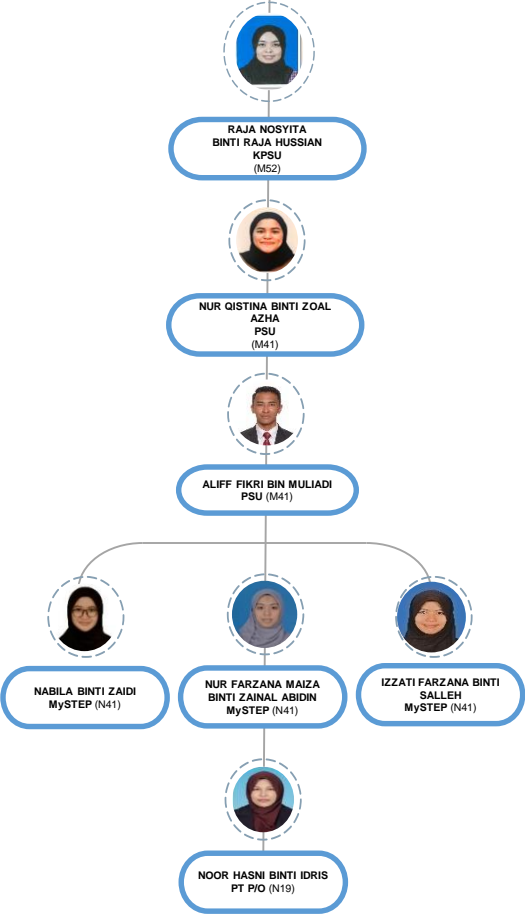 RAJA NOSYITA
BINTI RAJA HUSSIAN
KPSU
(M52)
NUR QISTINA BINTI ZOAL
AZHA
PSU
(M41)
ALIFF FIKRI BIN MULIADI
PSU (M41)
NABILA BINTI ZAIDI
MySTEP (N41)
NUR FARZANA MAIZA
BINTI ZAINAL ABIDIN
MySTEP (N41)
IZZATI FARZANA BINTI
SALLEH
MySTEP (N41)
NOOR HASNI BINTI IDRIS
PT P/O (N19)